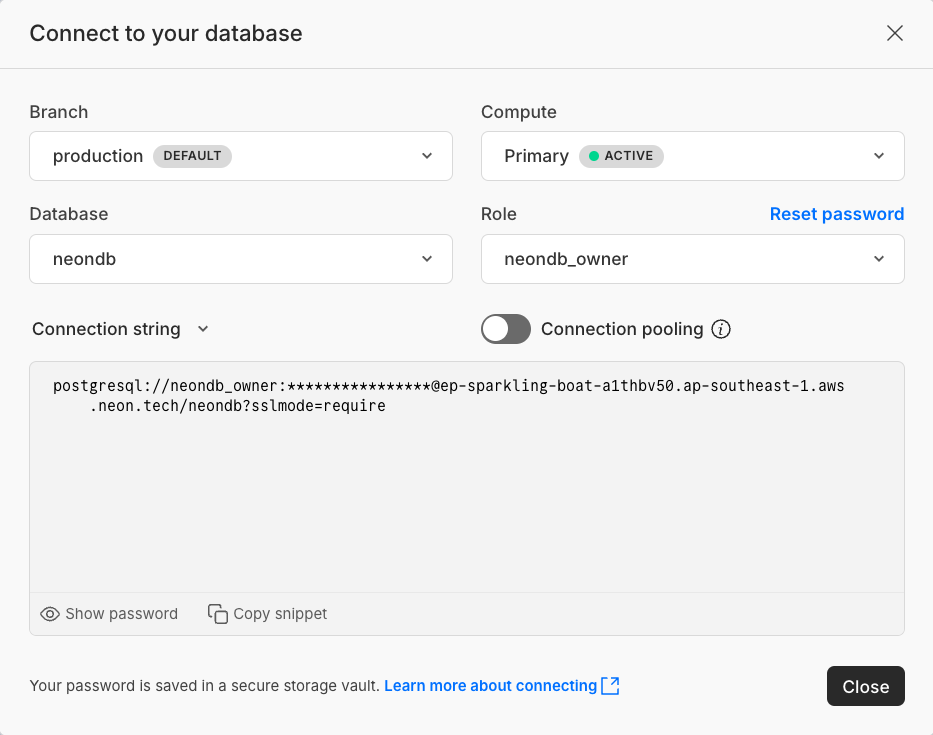 Connect to your database
Branch
Compute
production DEFAULT
Primary ACTIVE
Database
Role
Reset password
neondb
neondb_owner
Connection string
Connection pooling
postgresql://neondb_owner:****************@ep-sparkling-boat-a1thbv50.ap-southeast-1.aws
.neon.tech/neondb?sslmode=require
Show password
Copy snippet
Your password is saved in a secure storage vault. Learn more about connecting
Close